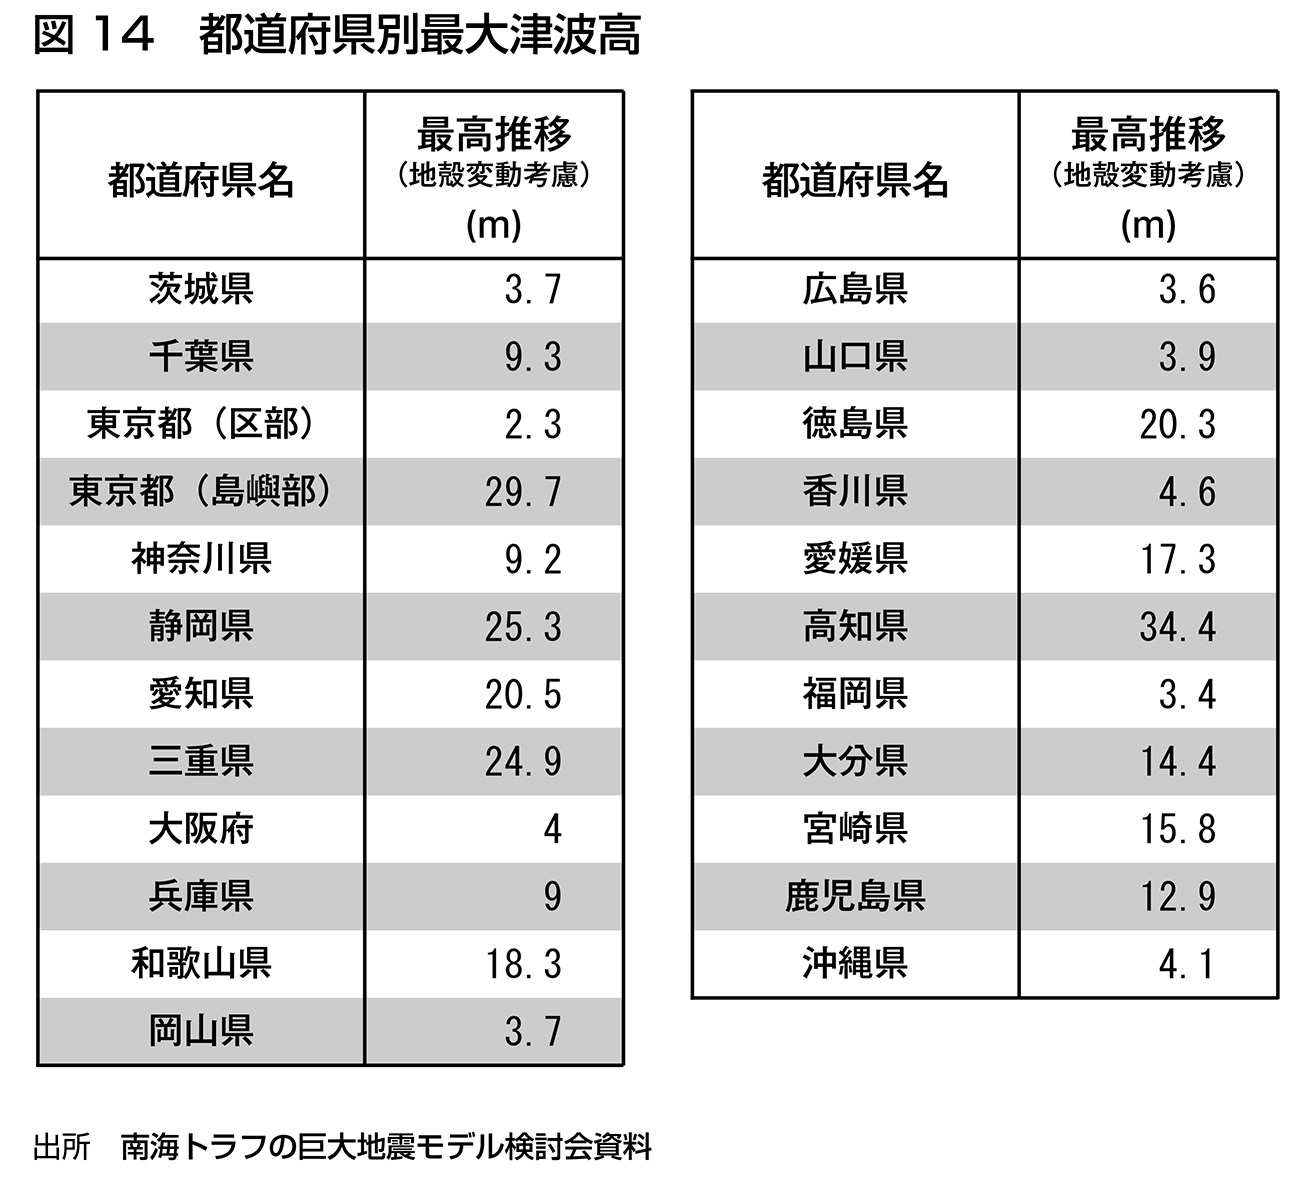 図 14　都道府県別最大津波高
都道府県名 最高推移
（地殻変動考慮）
(m)
茨城県 3.7
千葉県 9.3
東京都（区部） 2.3
東京都（島嶼部） 29.7
神奈川県 9.2
静岡県 25.3
愛知県 20.5
三重県 24.9
大阪府 4
兵庫県 9
和歌山県 18.3
岡山県 3.7
都道府県名 最高推移
（地殻変動考慮）
(m)
広島県 3.6
山口県 3.9
徳島県 20.3
香川県 4.6
愛媛県 17.3
高知県 34.4
福岡県 3.4
大分県 14.4
宮崎県 15.8
鹿児島県 12.9
沖縄県 4.1
出所　南海トラフの巨大地震モデル検討会資料